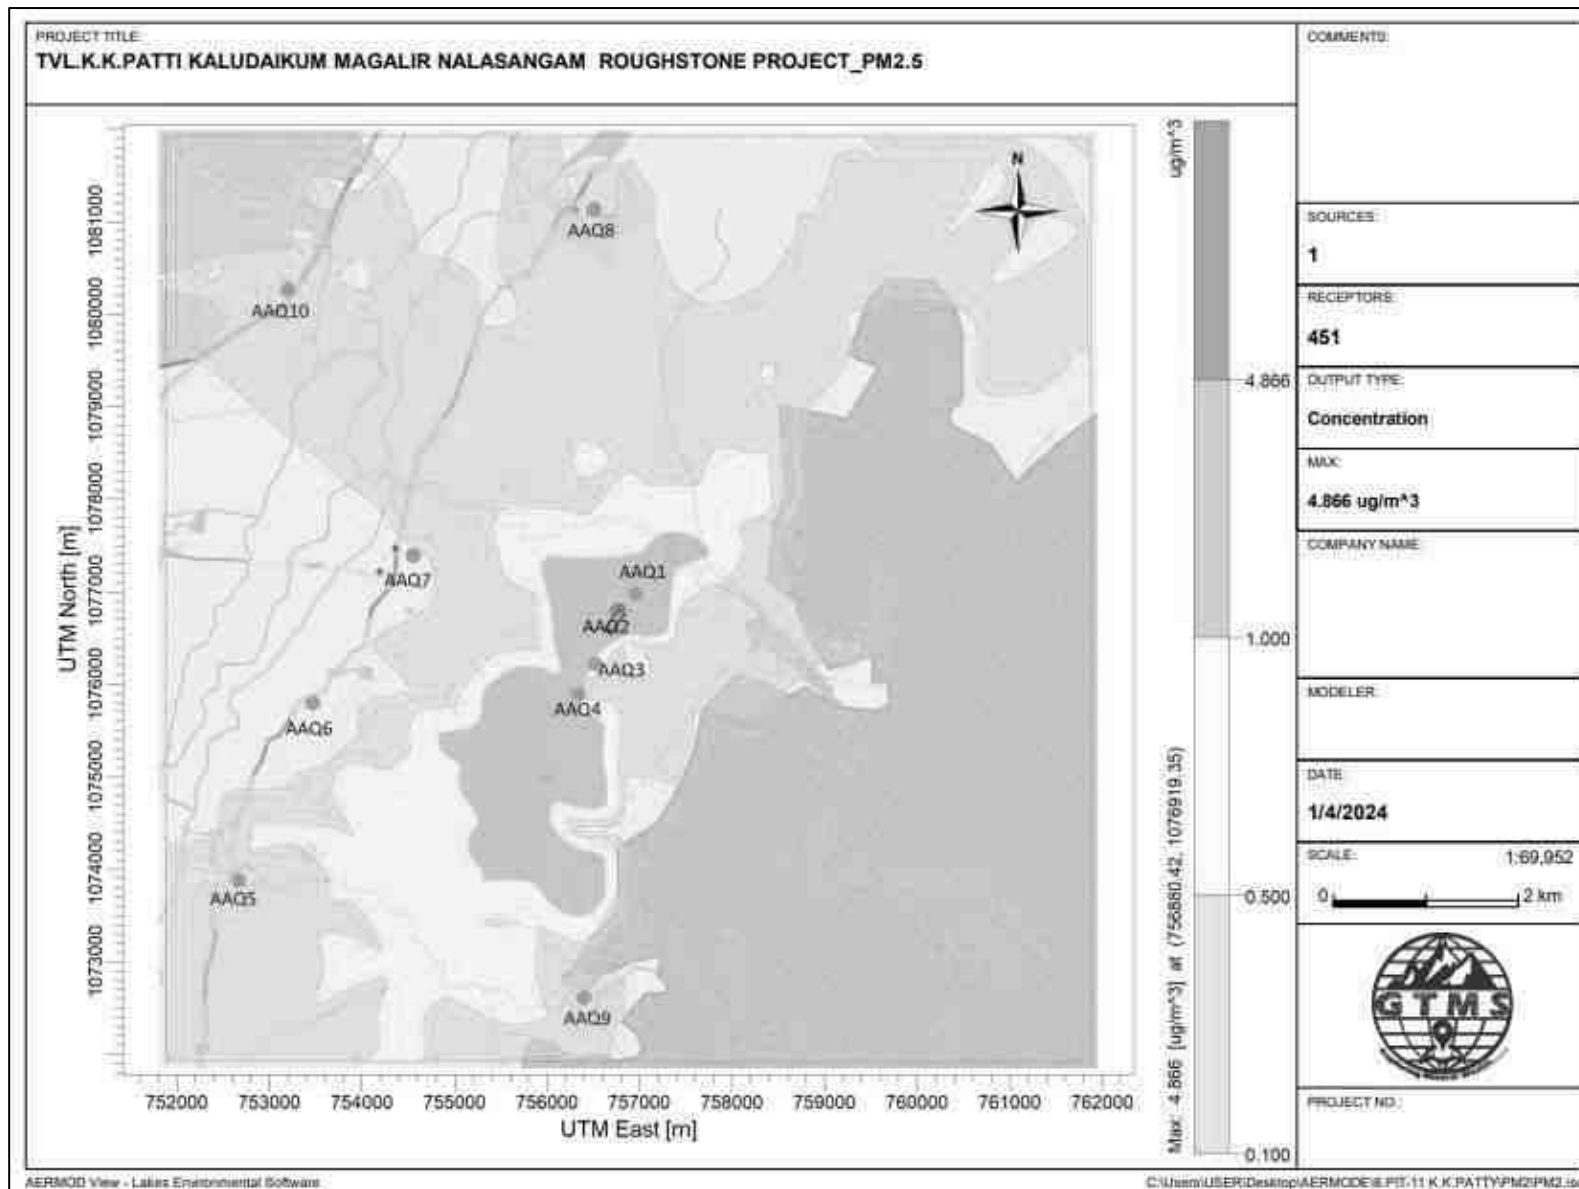 PROJECT TITLE:
TVL.K.K.PATTI KALUDAIKUM MAGALIR NALASANGAM ROUGHSTONE PROJECT_PM2.5
COMMENTS:
SOURCES:
1
RECEPTORS:
451
OUTPUT TYPE:
Concentration
MAX:
4.866 ug/m^3
COMPANY NAME:
MODELER:
DATE:
1/4/2024
SCALE: 1:69,952
0 2 km
GTMS
PROJECT NO.:
UTM North [m]
1081000
1080000
1079000
1078000
1077000
1076000
1075000
1074000
1073000
N
AAQ8
AAQ10
AAQ1
AAQ7
AAQ2
AAQ3
AAQ4
AAQ6
AAQ5
AAQ9
752000 753000 754000 755000 756000 757000 758000 759000 760000 761000 762000
UTM East [m]
ug/m^3
4.866
1.000
0.500
0.100
Max: 4.866 [ug/m^3] at (756880.42, 1076919.35)
AERMOD View - Lakes Environmental Software